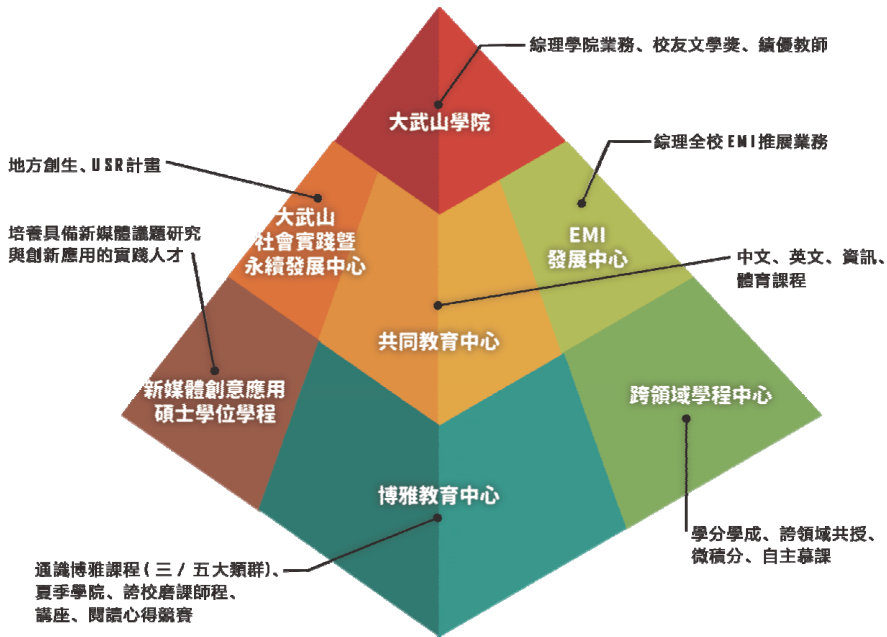 綜理學院業務、校友文學獎、績優教師
大武山學院
綜理全校EMI推展業務
地方創生、USR計畫
大武山
社會實踐暨
永續發展中心
EMI
發展中心
培養具備新媒體議題研究
與創新應用的實踐人才
中文、英文、資訊、
體育課程
共同教育中心
新媒體創意應用
碩士學位學程
跨領域學程中心
博雅教育中心
學分學成、誇領域共授、
微積分、自主慕課
通識博雅課程(三/五大類群)、
夏季學院、誇校磨課師程、
講座、閱讀心得競賽